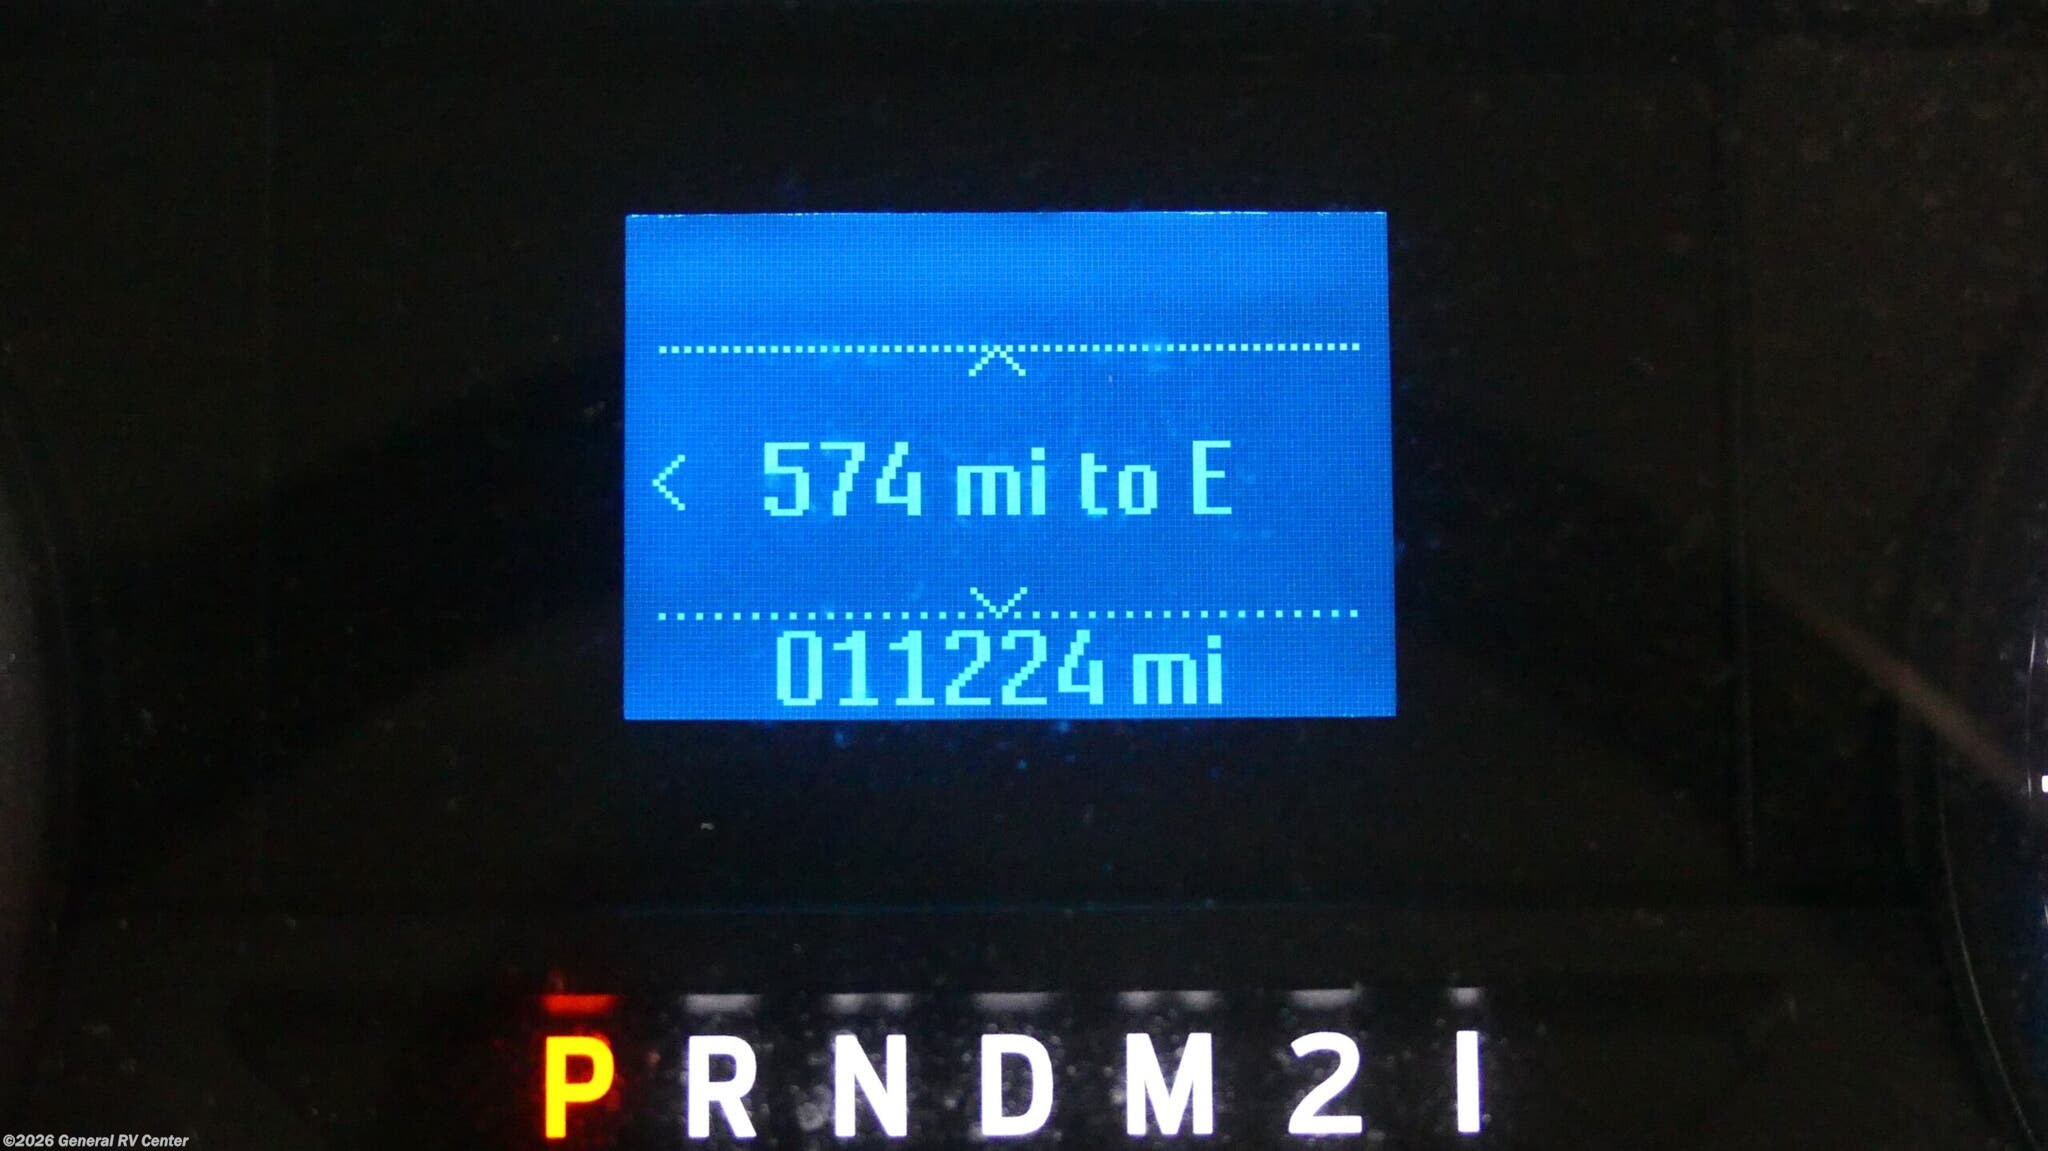 574 mi to E
011224 mi
P R N D M 2 1
©2026 General RV Center